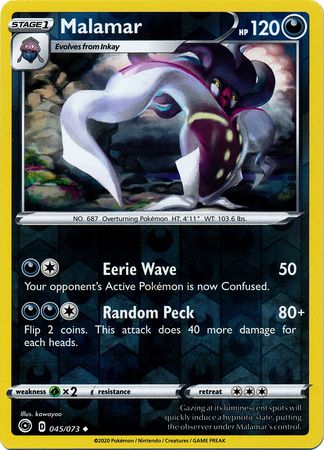 STAGE 1
Malamar
HP 120
Evolves from Inkay
NO. 687 Overturning Pokémon HT: 4'11" WT: 103.6 lbs.
Eerie Wave 50
Your opponent's Active Pokémon is now Confused.
Random Peck 80+
Flip 2 coins. This attack does 40 more damage for
each heads.
weakness ×2 resistance retreat
Illus. kawayoo
D 045/073
Gazing at its luminescent spots will
quickly induce a hypnotic state, putting
the observer under Malamar's control.
©2020 Pokémon / Nintendo / Creatures / GAME FREAK